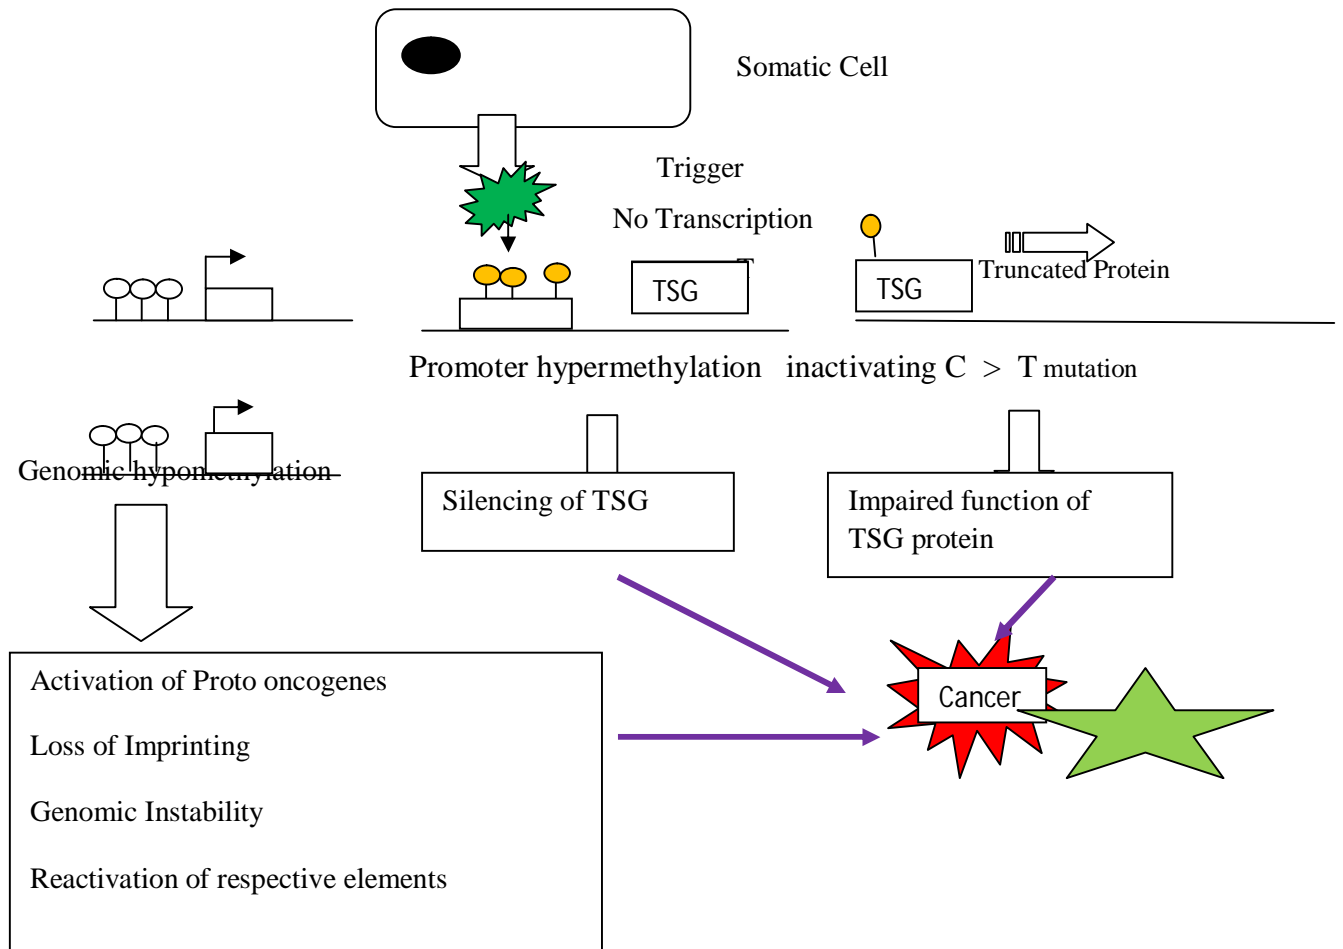 Somatic Cell
Trigger
No Transcription
TSG
TSG
Truncated Protein
Promoter hypermethylation inactivating C > T mutation
Genomic hypomethylation
Silencing of TSG
Impaired function of
TSG protein
Activation of Proto oncogenes
Loss of Imprinting
Genomic Instability
Reactivation of respective elements
Cancer